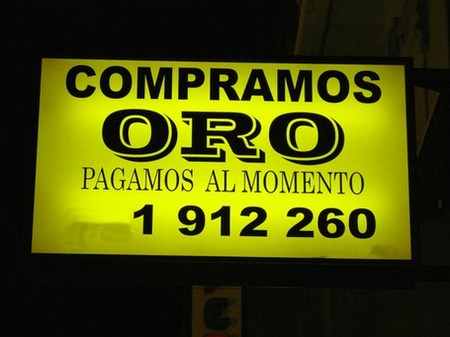 COMPRAMOS
ORO
PAGAMOS AL MOMENTO
1 912 260